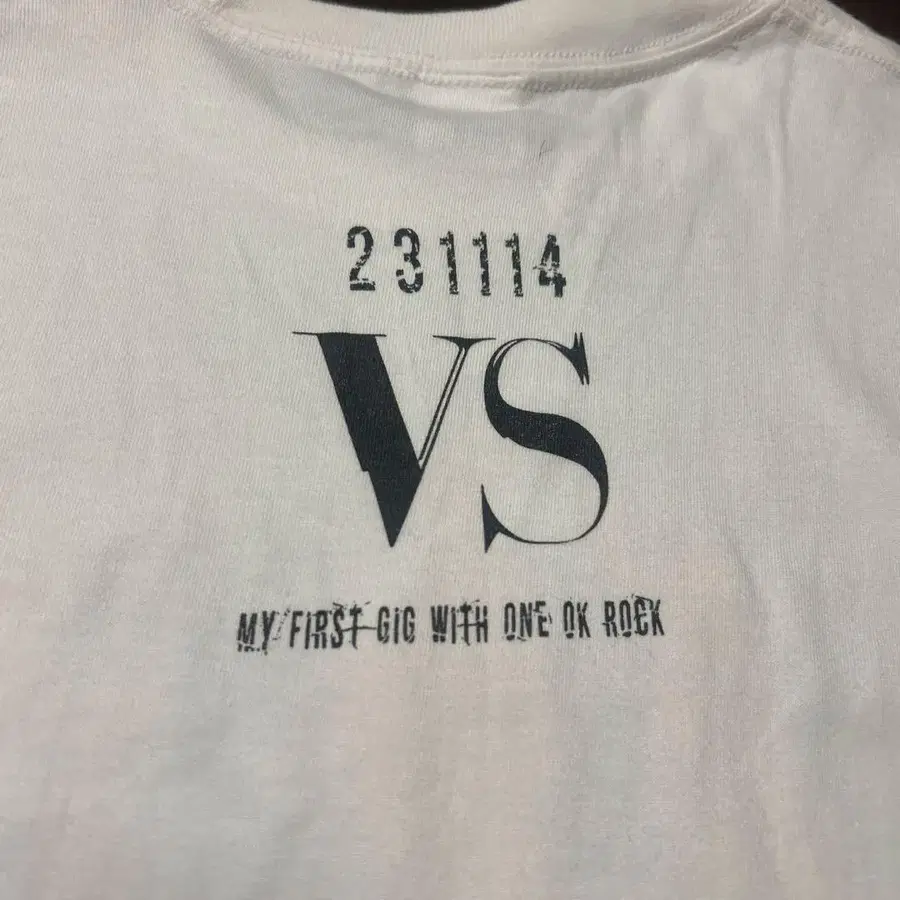 231114
VS
MY FIRST GIG WITH ONE OK ROCK